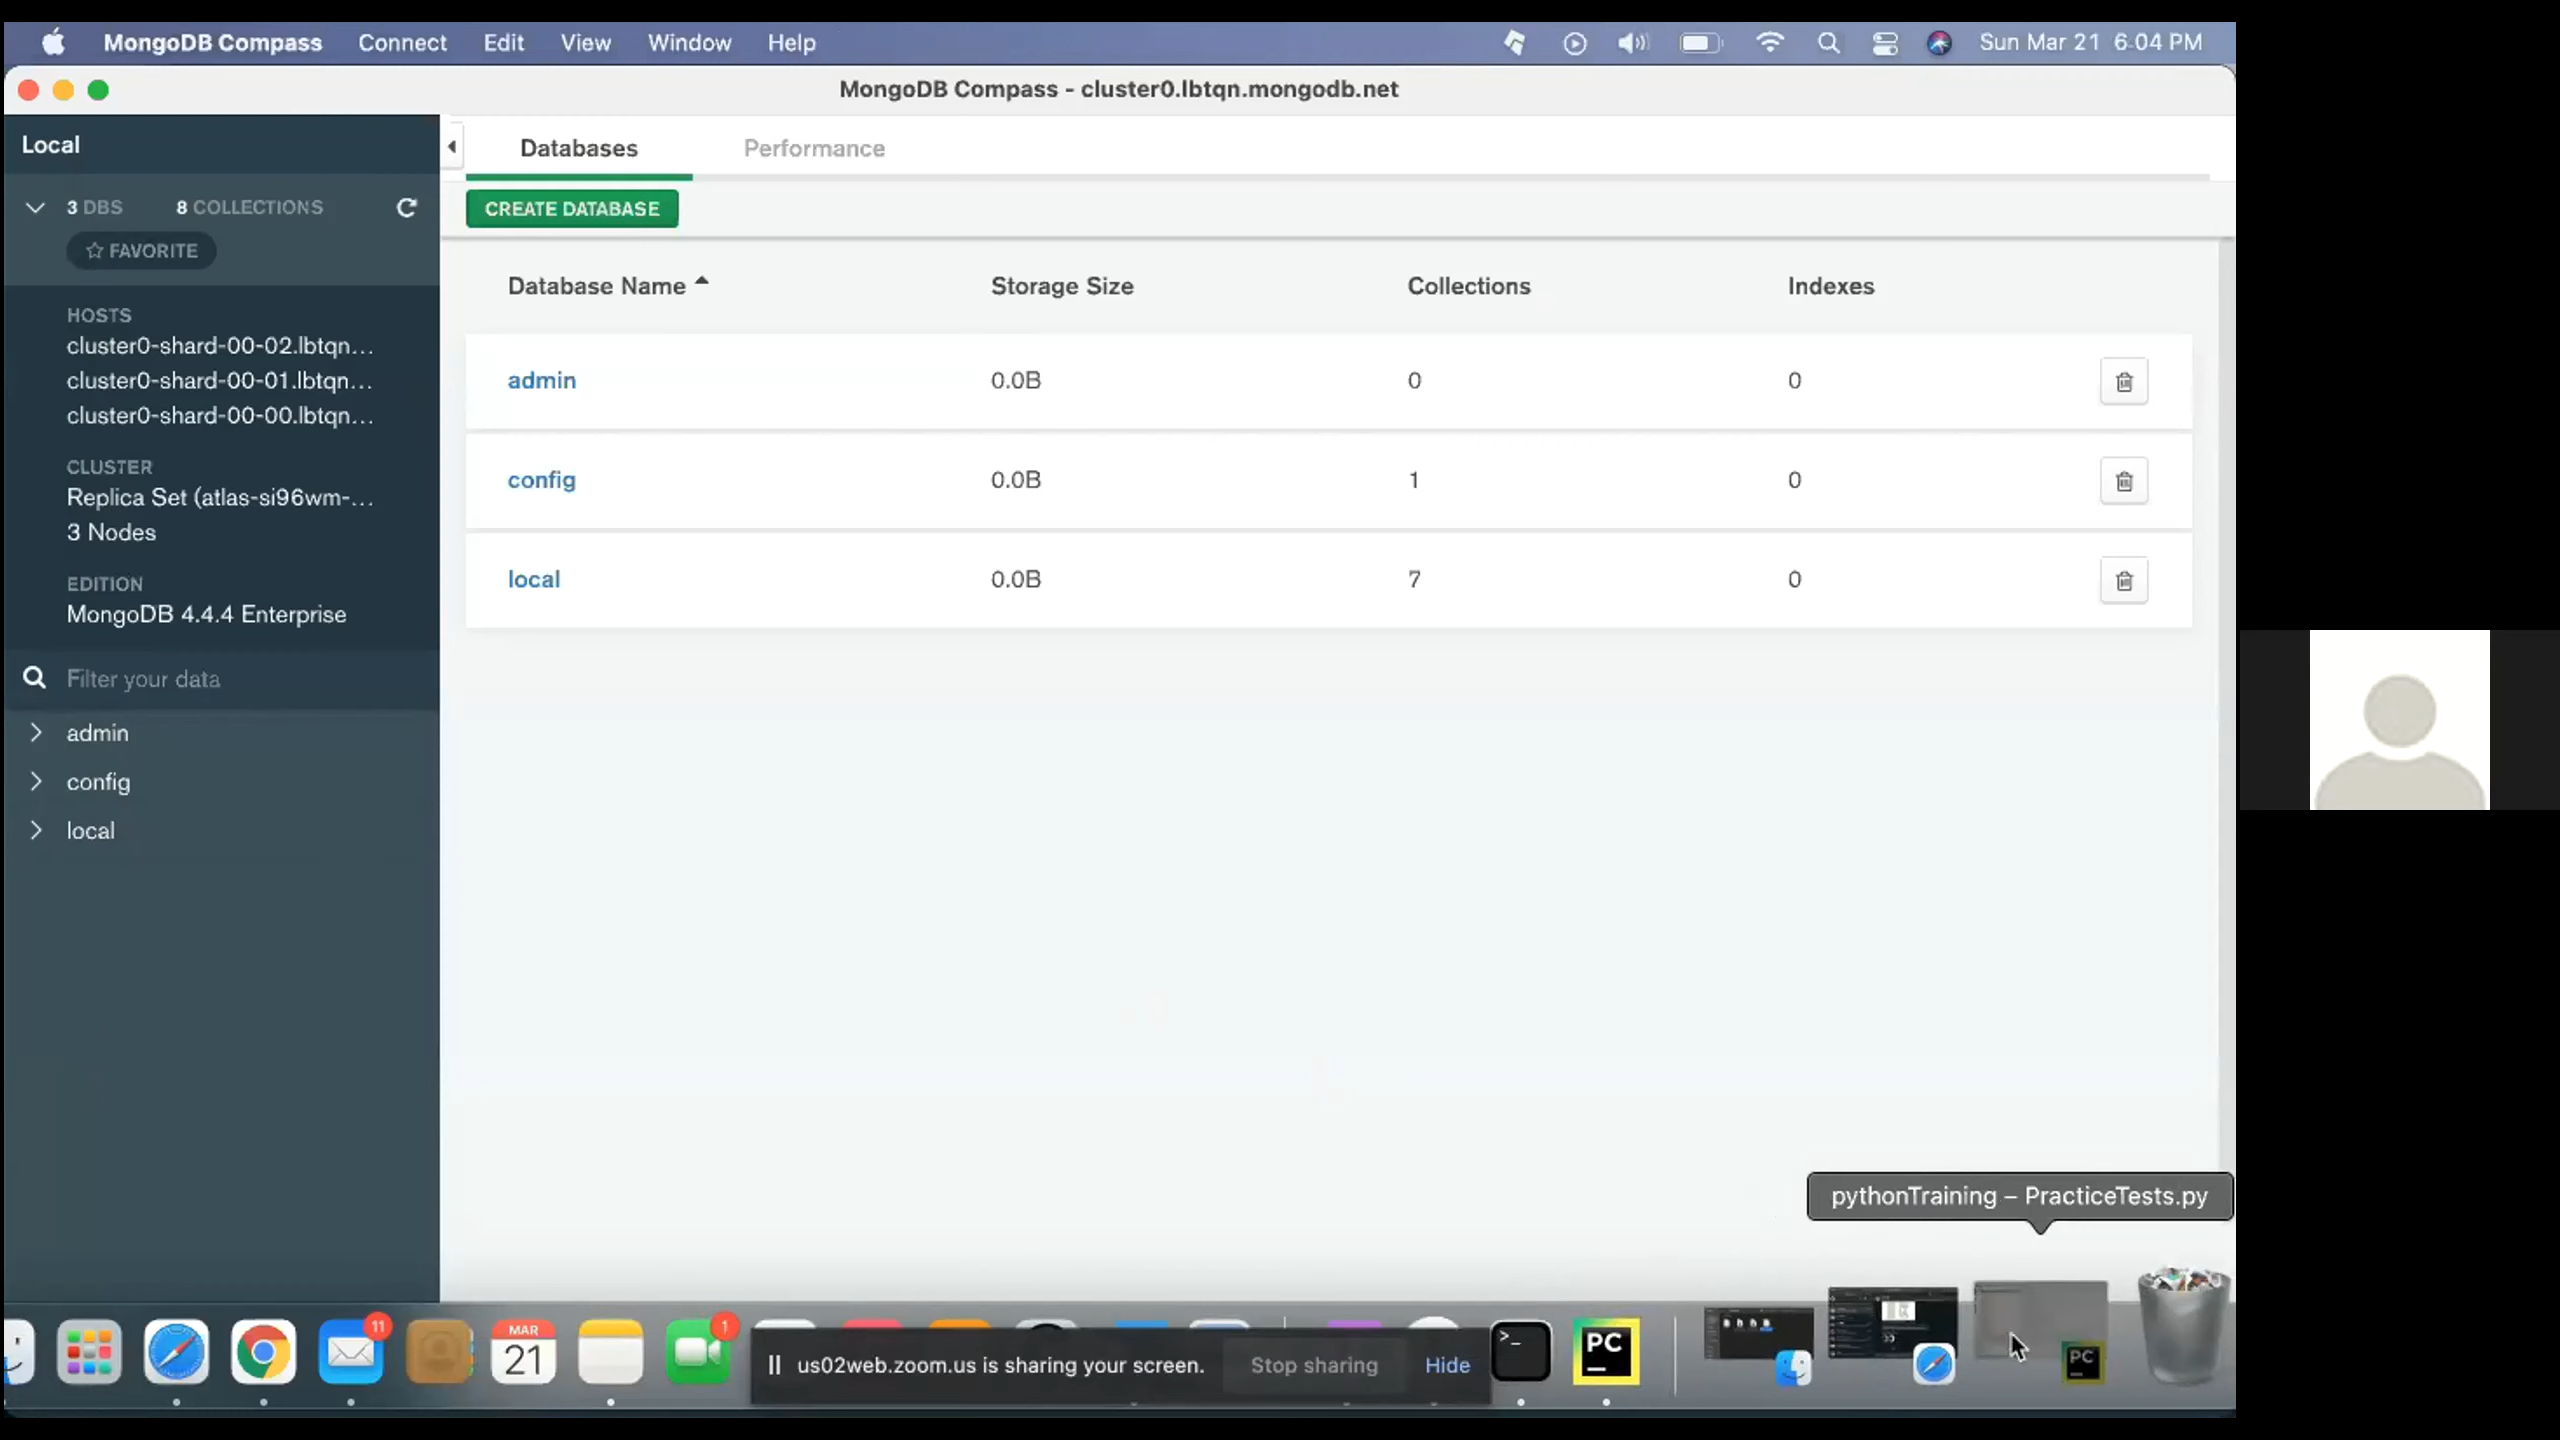 MongoDB Compass Connect Edit View Window Help Sun Mar 21 6:04 PM
MongoDB Compass - cluster0.lbtqn.mongodb.net
Local
3 DBS 8 COLLECTIONS
FAVORITE
HOSTS
cluster0-shard-00-02.lbtqn...
cluster0-shard-00-01.lbtqn...
cluster0-shard-00-00.lbtqn...
CLUSTER
Replica Set (atlas-si96wm-...
3 Nodes
EDITION
MongoDB 4.4.4 Enterprise
Filter your data
admin
config
local
Databases Performance
CREATE DATABASE
Database Name Storage Size Collections Indexes
admin 0.0B 0 0
config 0.0B 1 0
local 0.0B 7 0
pythonTraining – PracticeTests.py
11
MAR
21
1
us02web.zoom.us is sharing your screen. Stop sharing Hide
>_
PC
PC